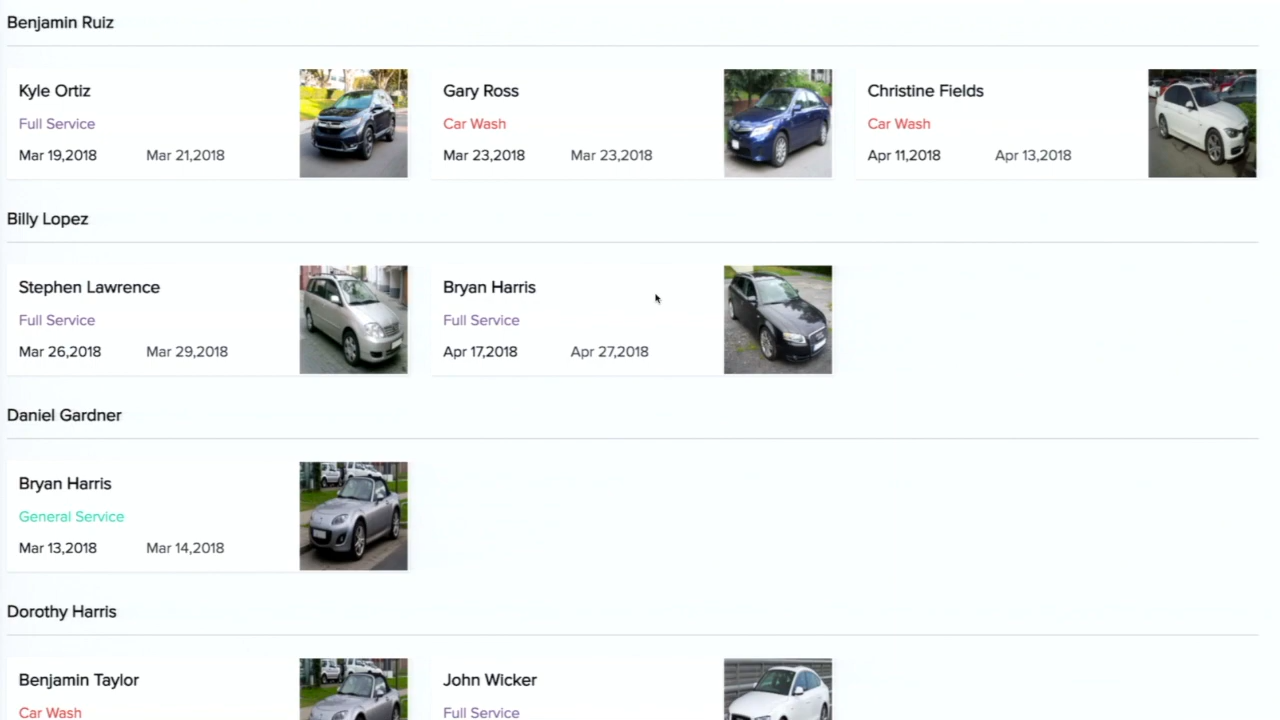 Benjamin Ruiz
Kyle Ortiz
Full Service
Mar 19,2018 Mar 21,2018
Gary Ross
Car Wash
Mar 23,2018 Mar 23,2018
Christine Fields
Car Wash
Apr 11,2018 Apr 13,2018
Billy Lopez
Stephen Lawrence
Full Service
Mar 26,2018 Mar 29,2018
Bryan Harris
Full Service
Apr 17,2018 Apr 27,2018
Daniel Gardner
Bryan Harris
General Service
Mar 13,2018 Mar 14,2018
Dorothy Harris
Benjamin Taylor
Car Wash
John Wicker
Full Service